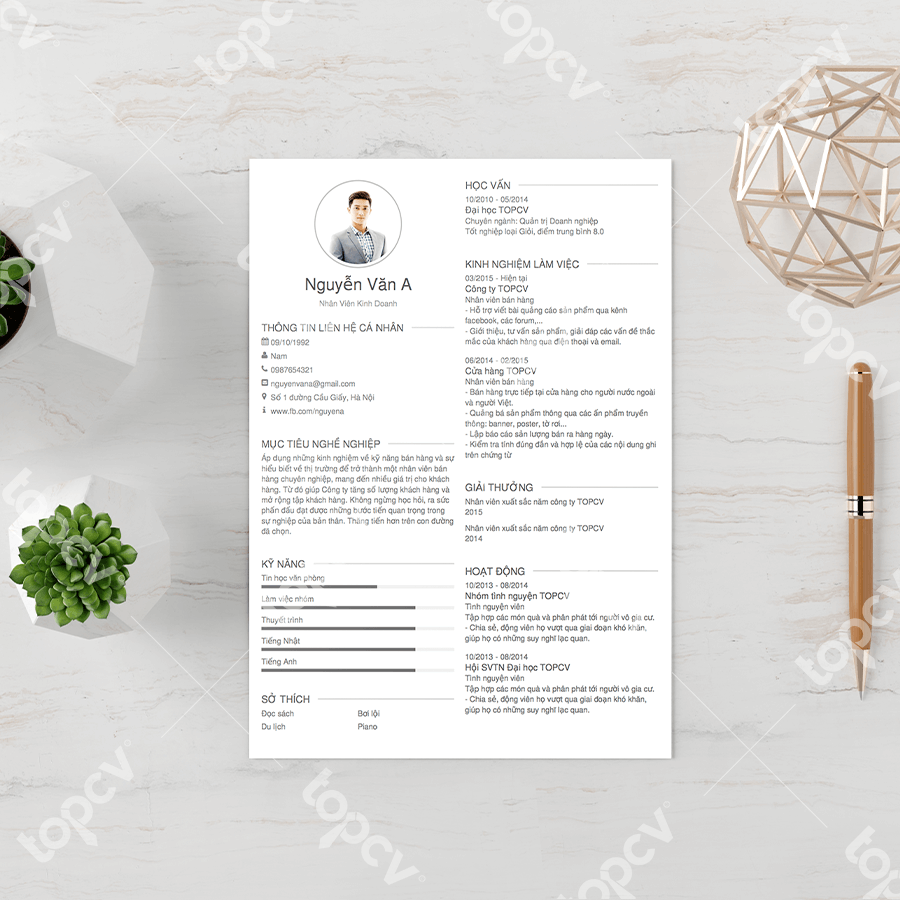 Nguyễn Văn A
Nhân Viên Kinh Doanh
THÔNG TIN LIÊN HỆ CÁ NHÂN
09/10/1992
Nam
0987654321
nguyenvana@gmail.com
Số 1 đường Cầu Giấy, Hà Nội
www.fb.com/nguyena
MỤC TIÊU NGHỀ NGHIỆP
Áp dụng những kinh nghiệm về kỹ năng bán hàng và sự
hiểu biết về thị trường để trở thành một nhân viên bán
hàng chuyên nghiệp, mang đến nhiều giá trị cho khách
hàng. Từ đó giúp Công ty tăng số lượng khách hàng và
mở rộng tập khách hàng. Không ngừng học hỏi, ra sức
phấn đấu đạt được những bước tiến quan trọng trong
sự nghiệp của bản thân. Thăng tiến hơn trên con đường
đã chọn.
KỸ NĂNG
Tin học văn phòng
Làm việc nhóm
Thuyết trình
Tiếng Nhật
Tiếng Anh
SỞ THÍCH
Đọc sách Bơi lội
Du lịch Piano
HỌC VẤN
10/2010 - 05/2014
Đại học TOPCV
Chuyên ngành: Quản trị Doanh nghiệp
Tốt nghiệp loại Giỏi, điểm trung bình 8.0
KINH NGHIỆM LÀM VIỆC
03/2015 - Hiện tại
Công ty TOPCV
Nhân viên bán hàng
- Hỗ trợ viết bài quảng cáo sản phẩm qua kênh
facebook, các forum,...
- Giới thiệu, tư vấn sản phẩm, giải đáp các vấn đề thắc
mắc của khách hàng qua điện thoại và email.
06/2014 - 02/2015
Cửa hàng TOPCV
Nhân viên bán hàng
- Bán hàng trực tiếp tại cửa hàng cho người nước ngoài
và người Việt.
- Quảng bá sản phẩm thông qua các ấn phẩm truyền
thông: banner, poster, tờ rơi...
- Lập báo cáo sản lượng bán ra hàng ngày.
- Kiểm tra tính đúng đắn và hợp lệ của các nội dung ghi
trên chứng từ
GIẢI THƯỞNG
Nhân viên xuất sắc năm công ty TOPCV
2015
Nhân viên xuất sắc năm công ty TOPCV
2014
HOẠT ĐỘNG
10/2013 - 08/2014
Nhóm tình nguyện TOPCV
Tình nguyện viên
Tập hợp các món quà và phân phát tới người vô gia cư.
- Chia sẻ, động viên họ vượt qua giai đoạn khó khăn,
giúp họ có những suy nghĩ lạc quan.
10/2013 - 08/2014
Hội SVTN Đại học TOPCV
Tình nguyện viên
Tập hợp các món quà và phân phát tới người vô gia cư.
- Chia sẻ, động viên họ vượt qua giai đoạn khó khăn,
giúp họ có những suy nghĩ lạc quan.
topcv
topcv
topcv
topcv
topcv
topcv
topcv
topcv
topcv